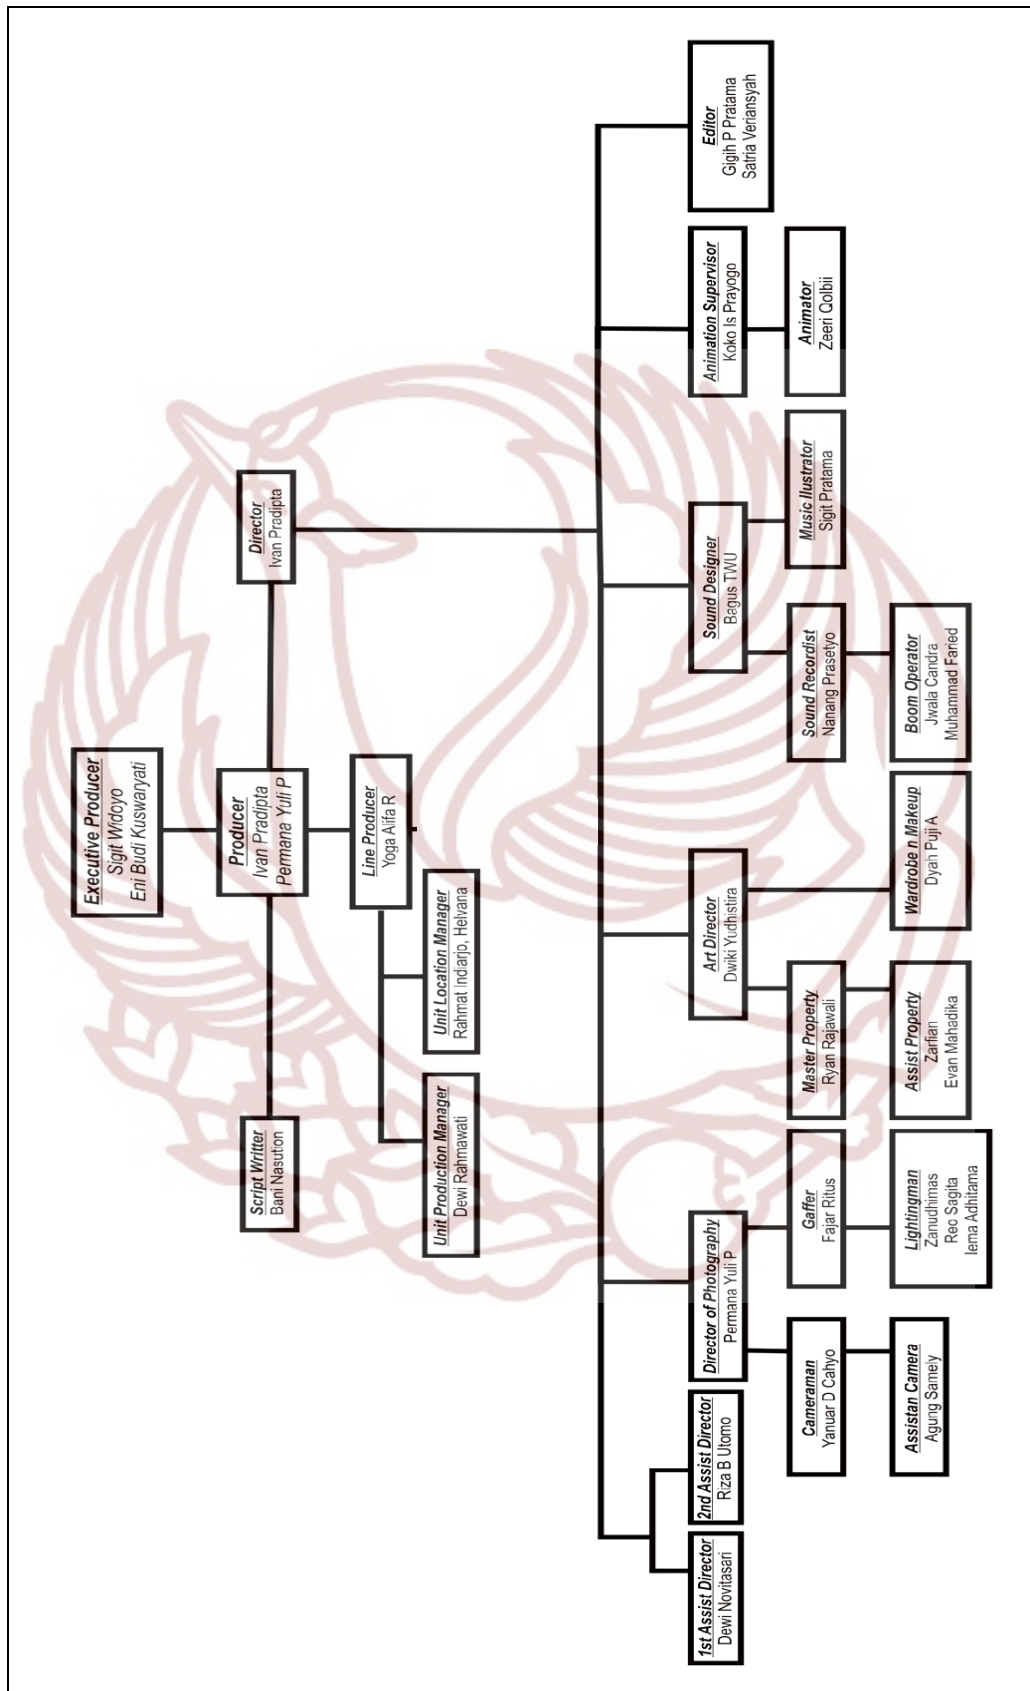 Executive Producer
Sigit Widoyo
Eni Budi Kuswaryati
Script Writter
Bani Nasution
Producer
Ivan Pradipta
Permana Yuli P
Director
Ivan Pradipta
Line Producer
Yoga Alifa R
Unit Production Manager
Dewi Rahmawati
Unit Location Manager
Rahmat Indiarjo, Helvana
1st Assist Director
Dewi Novitasari
2nd Assist Director
Riza B Utomo
Director of Photography
Permana Yuli P
Art Director
Dwiki Yudhistira
Sound Designer
Bagus TWU
Animation Supervisor
Koko Is Prayogo
Editor
Gigih P Pratama
Satria Veriansyah
Cameraman
Yanuar D Cahyo
Gaffer
Fajar Ritus
Master Property
Ryan Rajawali
Sound Recordist
Nanang Prasetyo
Music Ilustrator
Sigit Pratama
Animator
Zeeri Qolbii
Assistan Camera
Agung Samely
Lightingman
Zanudhimas
Reo Sagita
Iema Adhitama
Assist Property
Zarfian
Evan Mahadika
Wardrobe n Makeup
Dyah Puji A
Boom Operator
Jwala Candra
Muhammad Faried